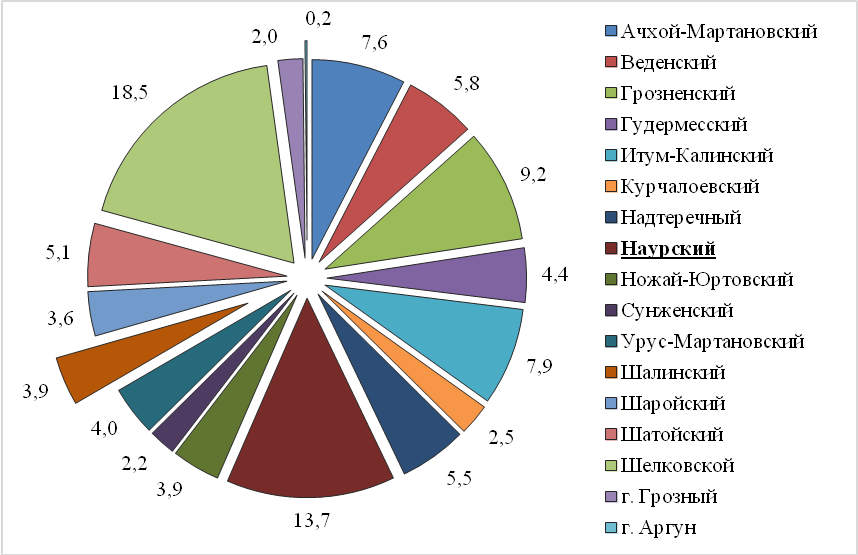 0,2
2,0
7,6
18,5
5,8
9,2
5,1
4,4
3,6
7,9
3,9
2,5
4,0
2,2
5,5
3,9
13,7
Ачхой-Мартановский
Веденский
Грозненский
Гудермесский
Итум-Калинский
Курчалоевский
Надтеречный
Наурский
Ножай-Юртовский
Сунженский
Урус-Мартановский
Шалинский
Шаройский
Шатойский
Шелковской
г. Грозный
г. Аргун